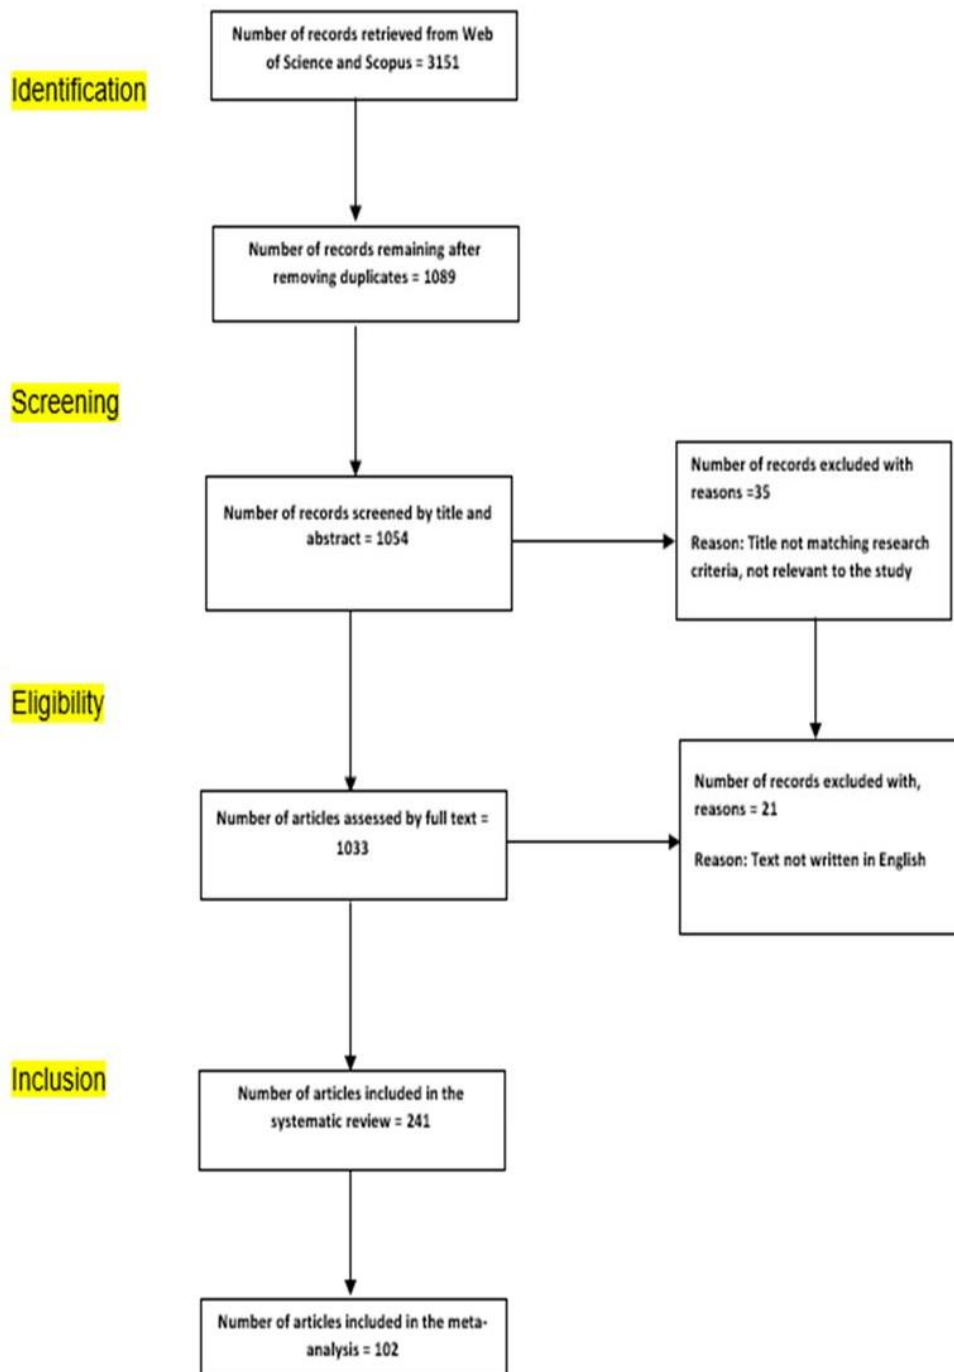 Number of records retrieved from Web
of Science and Scopus = 3151
Identification
Number of records remaining after
removing duplicates = 1089
Screening
Number of records screened by title and
abstract = 1054
Number of records excluded with
reasons =35
Reason: Title not matching research
criteria, not relevant to the study
Eligibility
Number of articles assessed by full text =
1033
Number of records excluded with,
reasons = 21
Reason: Text not written in English
Inclusion
Number of articles included in the
systematic review = 241
Number of articles included in the meta-
analysis = 102